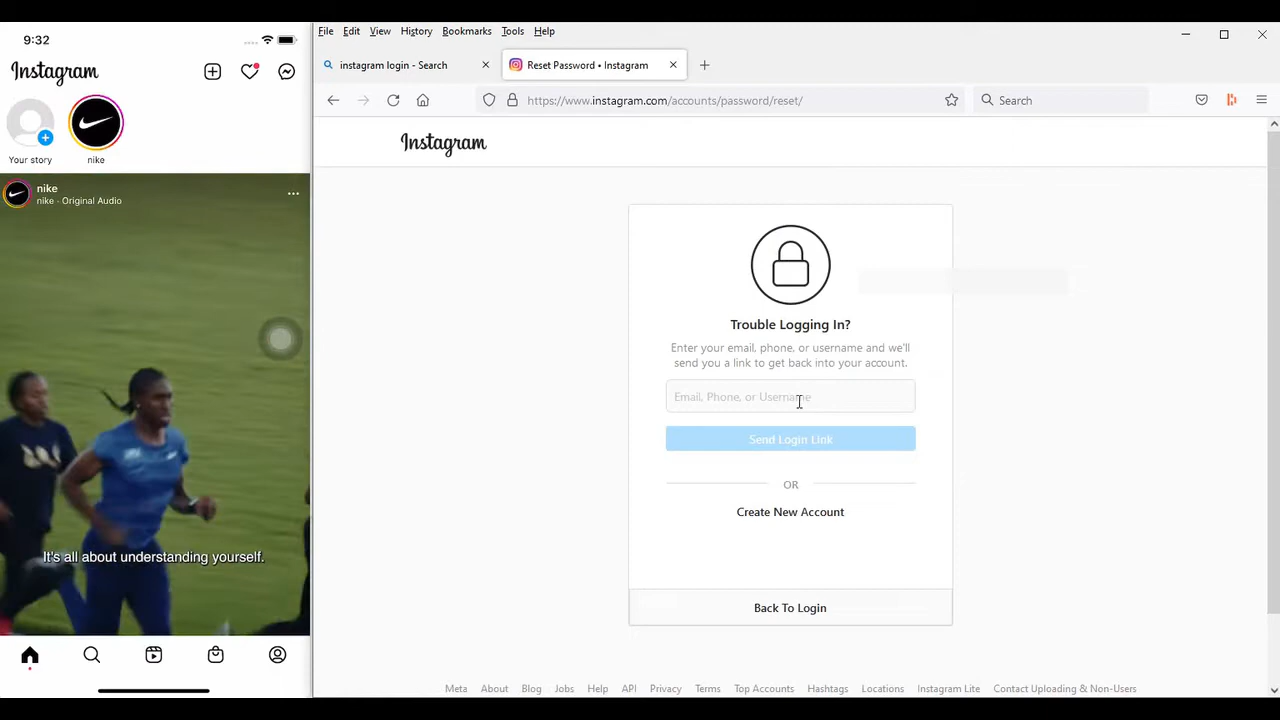 9:32
Instagram
Your story
nike
nike
nike · Original Audio
It's all about understanding yourself.
File Edit View History Bookmarks Tools Help
instagram login - Search
Reset Password • Instagram
https://www.instagram.com/accounts/password/reset/
Search
Instagram
Trouble Logging In?
Enter your email, phone, or username and we'll
send you a link to get back into your account.
Email, Phone, or Username
Send Login Link
OR
Create New Account
Back To Login
Meta About Blog Jobs Help API Privacy Terms Top Accounts Hashtags Locations Instagram Lite Contact Uploading & Non-Users